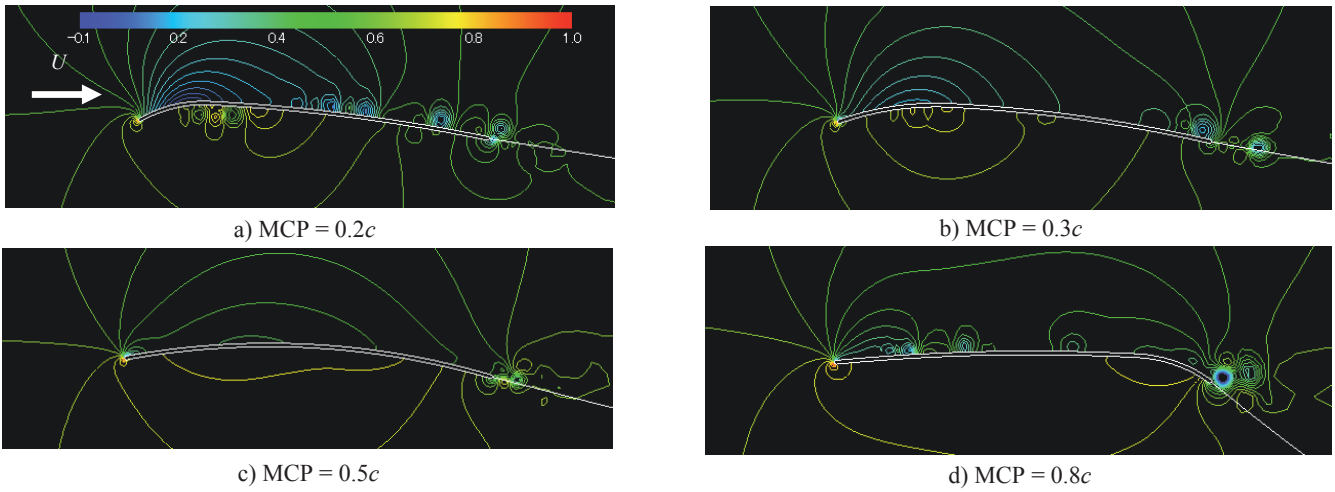 -0.1 0.2 0.4 0.6 0.8 1.0
U
a) MCP = 0.2c
b) MCP = 0.3c
c) MCP = 0.5c
d) MCP = 0.8c